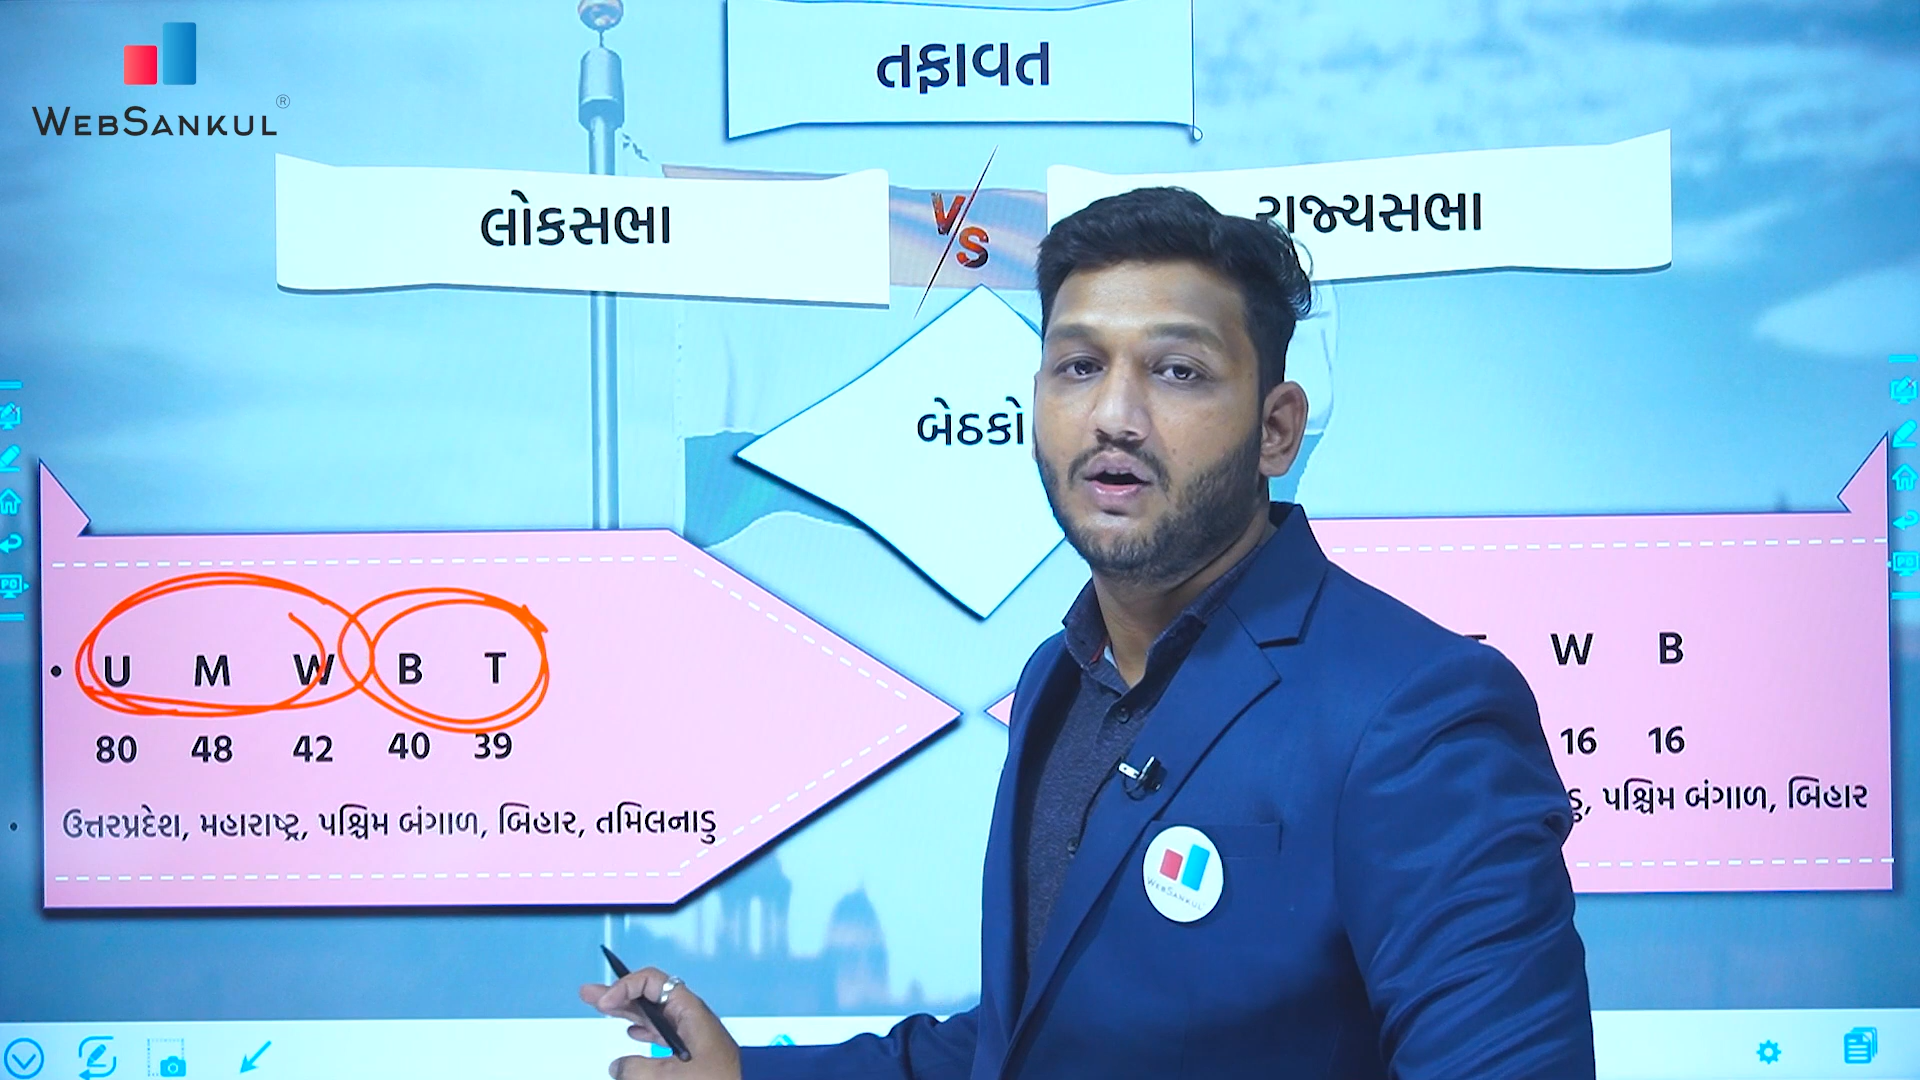 WEBSANKUL®
તફાવત
લોકસભા
VS
રાજ્યસભા
બેઠકો
• U M W B T
80 48 42 40 39
• ઉત્તરપ્રદેશ, મહારાષ્ટ્ર, પશ્ચિમ બંગાળ, બિહાર, તમિલનાડુ
W B
16 16
પશ્ચિમ બંગાળ, બિહાર
WEBSANKUL